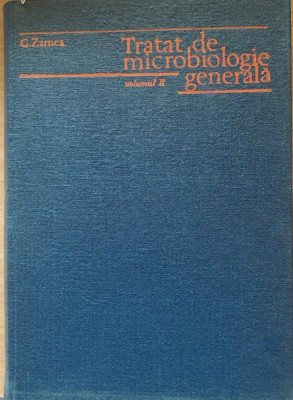 G. Zarnea
Tratat de
microbiologie
volumul II generală